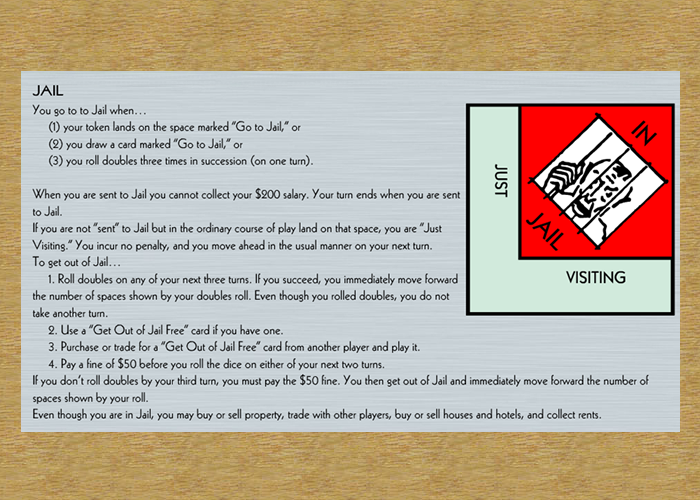 JAIL
You go to to Jail when...
(1) your token lands on the space marked "Go to Jail," or
(2) you draw a card marked "Go to Jail," or
(3) you roll doubles three times in succession (on one turn).
When you are sent to Jail you cannot collect your $200 salary. Your turn ends when you are sent
to Jail.
If you are not "sent" to Jail but in the ordinary course of play land on that space, you are "Just
Visiting." You incur no penalty, and you move ahead in the usual manner on your next turn.
To get out of Jail...
1. Roll doubles on any of your next three turns. If you succeed, you immediately move forward
the number of spaces shown by your doubles roll. Even though you rolled doubles, you do not
take another turn.
2. Use a "Get Out of Jail Free" card if you have one.
3. Purchase or trade for a "Get Out of Jail Free" card from another player and play it.
4. Pay a fine of $50 before you roll the dice on either of your next two turns.
If you don't roll doubles by your third turn, you must pay the $50 fine. You then get out of Jail and immediately move forward the number of
spaces shown by your roll.
Even though you are in Jail, you may buy or sell property, trade with other players, buy or sell houses and hotels, and collect rents.
IN
JAIL
JUST
VISITING